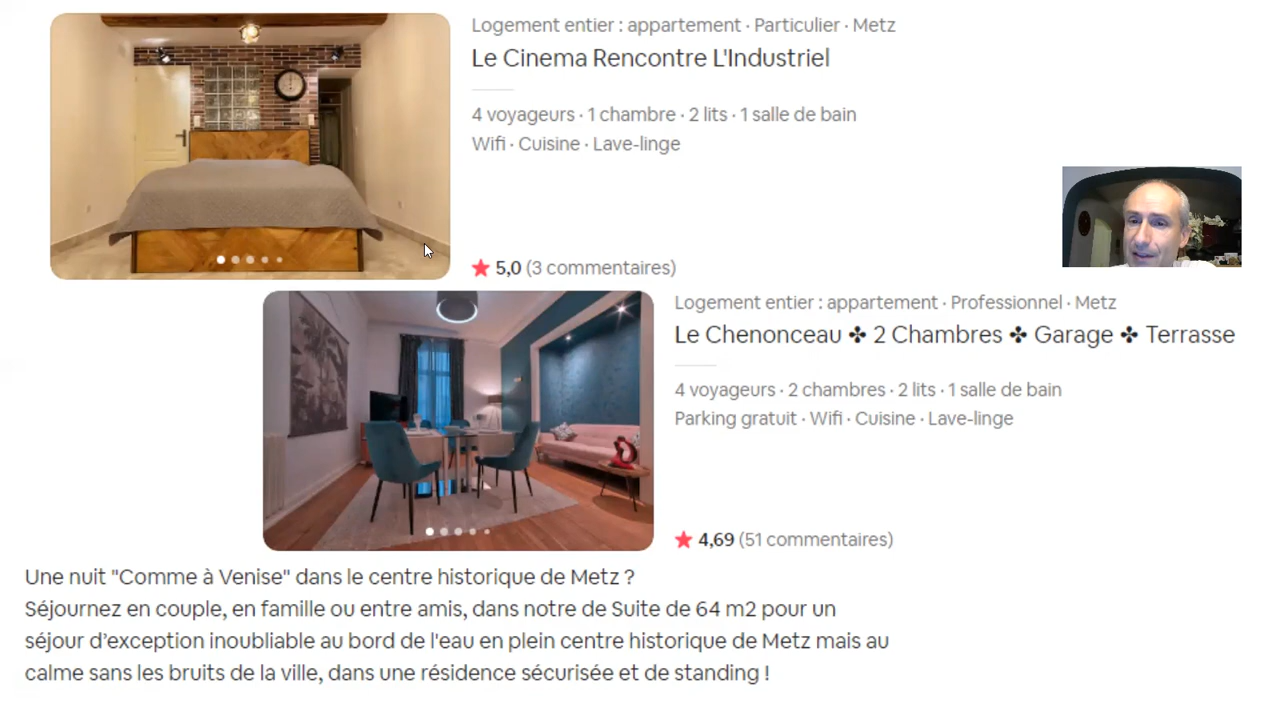 Logement entier : appartement · Particulier · Metz
Le Cinema Rencontre L'Industriel
4 voyageurs · 1 chambre · 2 lits · 1 salle de bain
Wifi · Cuisine · Lave-linge
5,0 (3 commentaires)
Logement entier : appartement · Professionnel · Metz
Le Chenonceau ✤ 2 Chambres ✤ Garage ✤ Terrasse
4 voyageurs · 2 chambres · 2 lits · 1 salle de bain
Parking gratuit · Wifi · Cuisine · Lave-linge
4,69 (51 commentaires)
Une nuit "Comme à Venise" dans le centre historique de Metz ?
Séjournez en couple, en famille ou entre amis, dans notre de Suite de 64 m2 pour un
séjour d’exception inoubliable au bord de l'eau en plein centre historique de Metz mais au
calme sans les bruits de la ville, dans une résidence sécurisée et de standing !